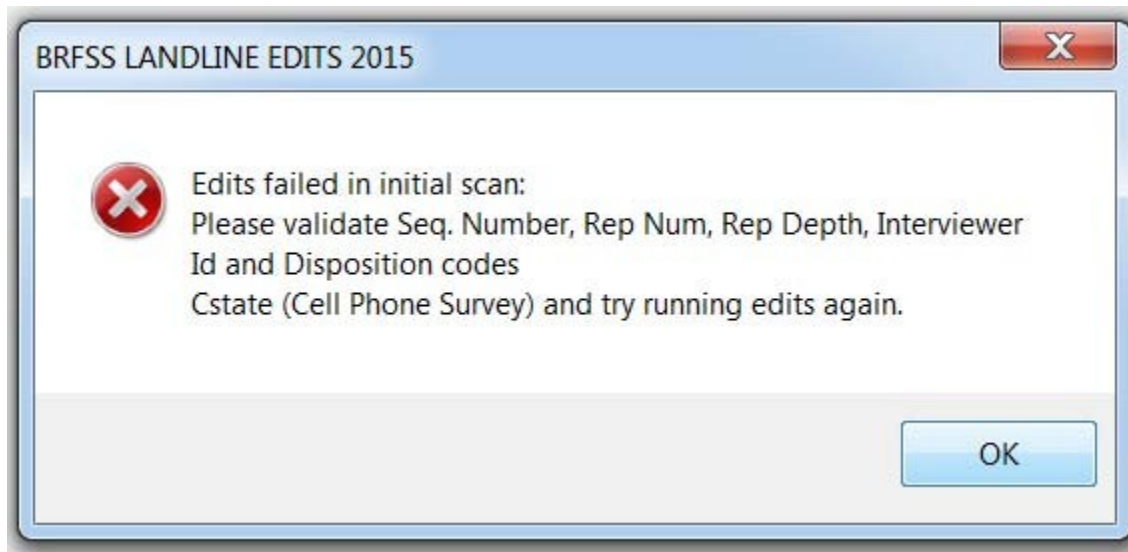 BRFSS LANDLINE EDITS 2015
Edits failed in initial scan:
Please validate Seq. Number, Rep Num, Rep Depth, Interviewer
Id and Disposition codes
Cstate (Cell Phone Survey) and try running edits again.
OK